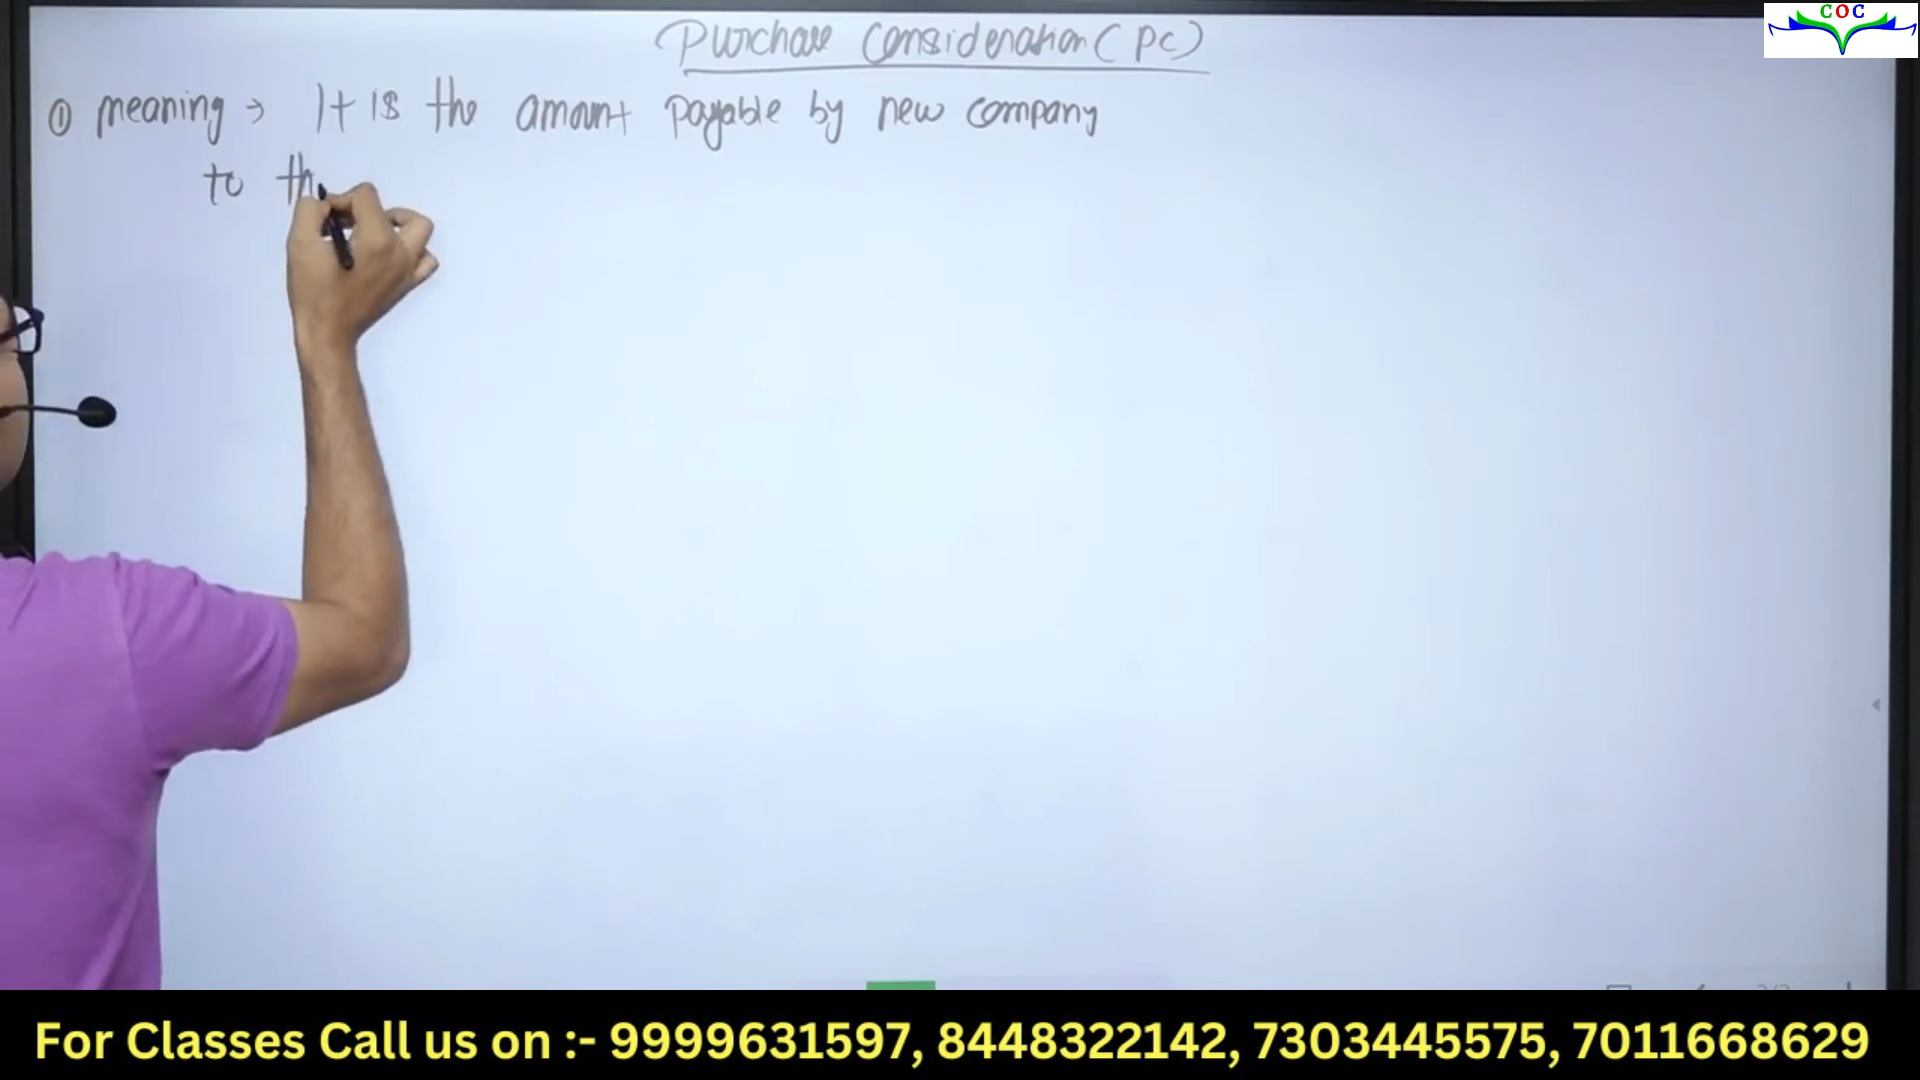 COC
Purchase Consideration (PC)
① meaning → It is the amount payable by new company
to th
For Classes Call us on :- 9999631597, 8448322142, 7303445575, 7011668629